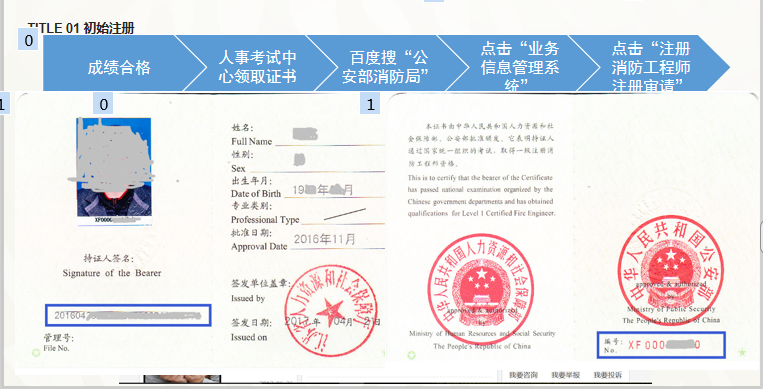 TITLE 01 初始注册
0
成绩合格
人事考试中
心领取证书
百度搜“公
安部消防局”
点击“业务
信息管理系
统”
点击“注册
消防工程师
注册审请”
1
0
1
XF000
持证人签名:
Signature of the Bearer
201604
管理号:
File No.
姓名:
Full Name
性别:
Sex
出生年月:
Date of Birth 19 年 月
专业类别:
Professional Type
批准日期:
Approval Date 2016年11月
签发单位盖章:
Issued by
江苏省人力资源和社会保障厅
签发日期: 2017年 04月21日
Issued on
本证书由中华人民共和国人力资源和社
会保障部、公安部批准颁发。它表明持证人
通过国家统一组织的考试,取得一级注册消
防工程师资格。
This is to certify that the bearer of the Certificate
has passed national examination organized by the
Chinese government departments and has obtained
qualifications for Level 1 Certified Fire Engineer.
中华人民共和国人力资源和社会保障部
approved & authorized
by
Ministry of Human Resources and Social Security
The People's Republic of China
中华人民共和国公安部
approved & authorized
by
Ministry of Public Security
The People's Republic of China
编号:
No. XF 000 0
我要咨询 我要举报 我要投诉